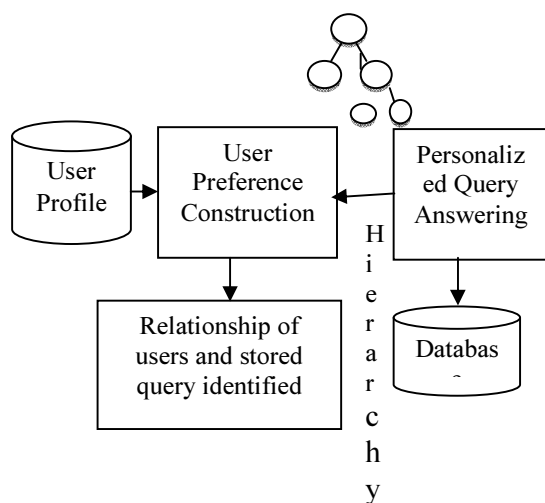 User
Profile
User
Preference
Construction
Personaliz
ed Query
Answering
H
i
e
r
a
r
c
h
y
Relationship of
users and stored
query identified
Databas